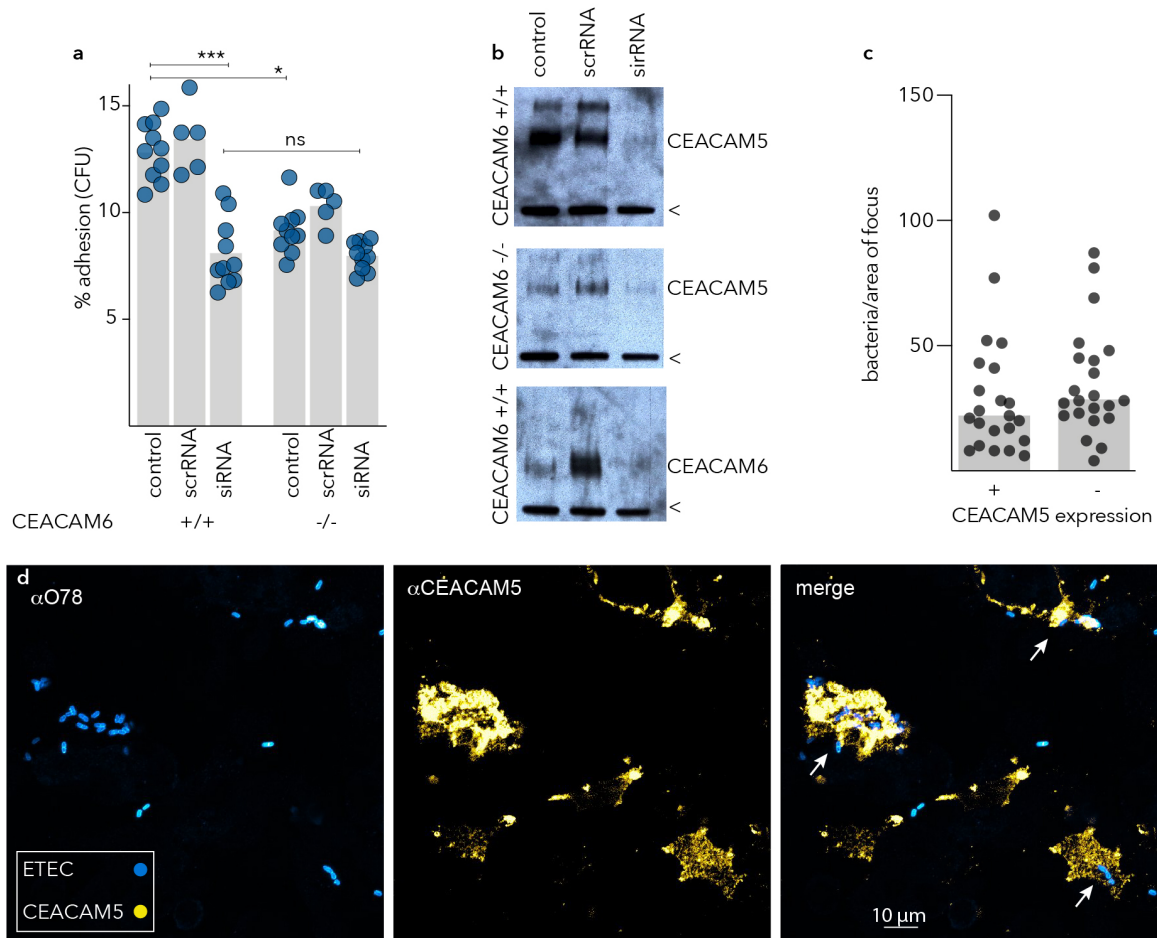 a
***
*
ns
15
10
5
% adhesion (CFU)
control
scrRNA
siRNA
control
scrRNA
siRNA
CEACAM6
+/+
-/-
b
control
scrRNA
sirRNA
CEACAM6 +/+
CEACAM5
<
CEACAM6 -/-
CEACAM5
<
CEACAM6 +/+
CEACAM6
<
c
150
100
50
bacteria/area of focus
+
-
CEACAM5 expression
d
αO78
ETEC
CEACAM5
αCEACAM5
merge
10 µm